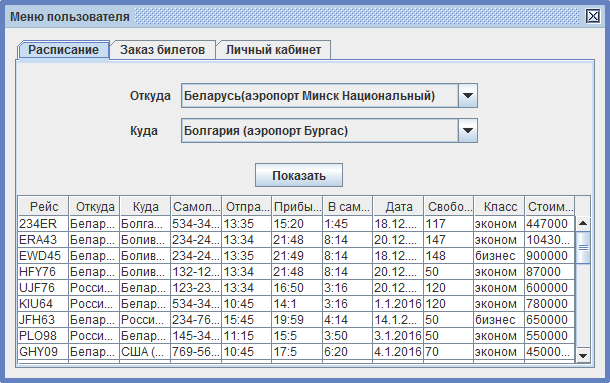 Меню пользователя
Расписание Заказ билетов Личный кабинет
Откуда Беларусь(аэропорт Минск Национальный)
Куда Болгария (аэропорт Бургас)
Показать
Рейс Откуда Куда Самол... Отпра... Прибы... В сам... Дата Свобо... Класс Стоим...
234ER Белар... Болга... 534-34... 13:35 15:20 1:45 18.12.... 117 эконом 447000
ERA43 Белар... Болив... 234-24... 13:34 21:48 8:14 20.12.... 147 эконом 10430...
EWD45 Белар... Болив... 234-24... 13:35 21:49 8:14 18.12.... 148 бизнес 900000
HFY76 Белар... Болив... 132-12... 13:34 21:48 8:14 20.12.... 50 эконом 87000
UJF76 Росси... Белар... 123-23... 13:34 16:50 3:16 20.12.... 120 эконом 600000
KIU64 Росси... Белар... 534-34... 10:45 14:1 3:16 1.1.2016 120 эконом 780000
JFH63 Белар... Росси... 234-76... 15:45 19:59 4:14 14.1.2... 50 бизнес 650000
PLO98 Росси... Белар... 145-34... 11:15 15:5 3:50 3.1.2016 50 эконом 550000
GHY09 Белар... США (... 769-56... 10:45 17:5 6:20 4.1.2016 70 эконом 45000...